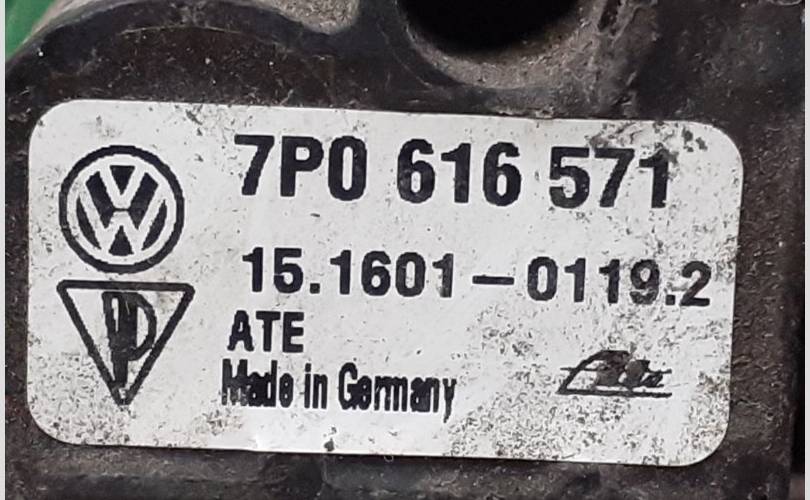 7P0 616 571
15.1601-0119.2
ATE
Made in Germany